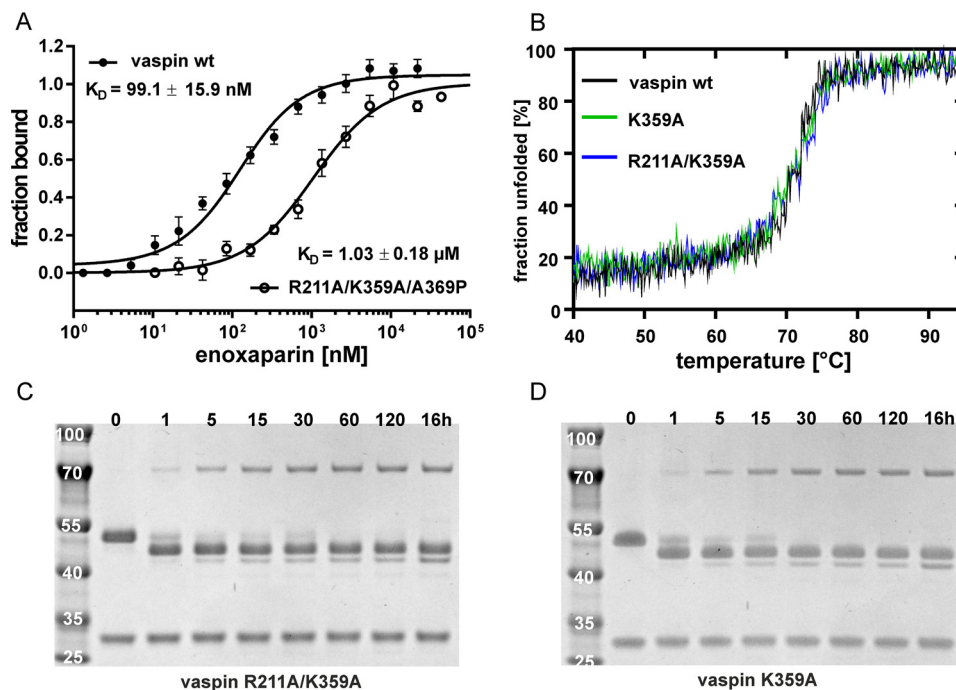 A
vaspin wt
K_D = 99.1 ± 15.9 nM
1.2
1.0
0.8
0.6
0.4
0.2
0.0
fraction bound
K_D = 1.03 ± 0.18 µM
R211A/K359A/A369P
10^0 10^1 10^2 10^3 10^4 10^5
enoxaparin [nM]
B
100
80
60
40
20
0
fraction unfolded [%]
vaspin wt
K359A
R211A/K359A
40 50 60 70 80 90
temperature [°C]
C
0 1 5 15 30 60 120 16h
100
70
55
40
35
25
vaspin R211A/K359A
D
0 1 5 15 30 60 120 16h
100
70
55
40
35
25
vaspin K359A